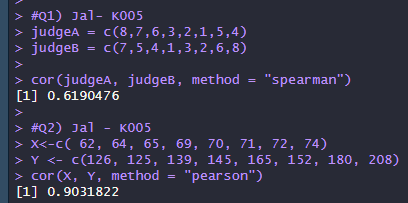 >
> #Q1) Jal- K005
> judgeA = c(8,7,6,3,2,1,5,4)
> judgeB = c(7,5,4,1,3,2,6,8)
>
> cor(judgeA, judgeB, method = "spearman")
[1] 0.6190476
>
> #Q2) Jal - K005
> X<-c( 62, 64, 65, 69, 70, 71, 72, 74)
> Y <- c(126, 125, 139, 145, 165, 152, 180, 208)
> cor(X, Y, method = "pearson")
[1] 0.9031822